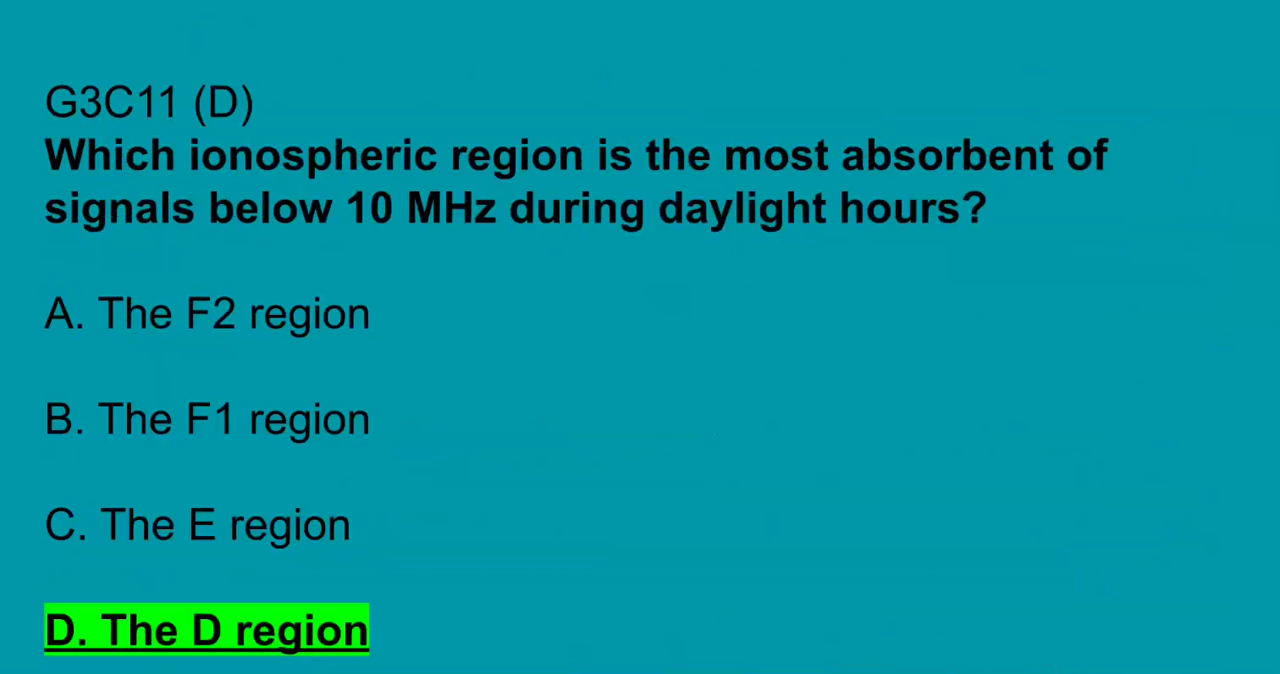 G3C11 (D)
Which ionospheric region is the most absorbent of
signals below 10 MHz during daylight hours?
A. The F2 region
B. The F1 region
C. The E region
D. The D region